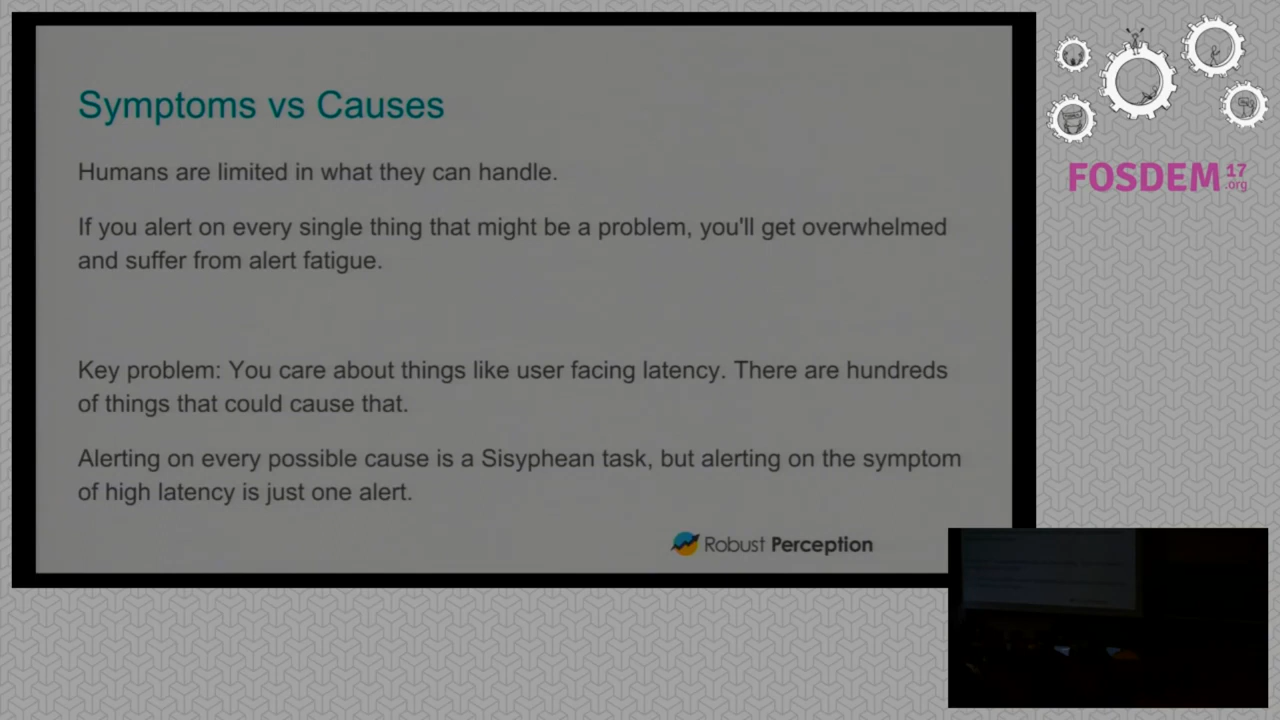 Symptoms vs Causes
Humans are limited in what they can handle.
If you alert on every single thing that might be a problem, you'll get overwhelmed
and suffer from alert fatigue.
Key problem: You care about things like user facing latency. There are hundreds
of things that could cause that.
Alerting on every possible cause is a Sisyphean task, but alerting on the symptom
of high latency is just one alert.
Robust Perception
FOSDEM 17
.org